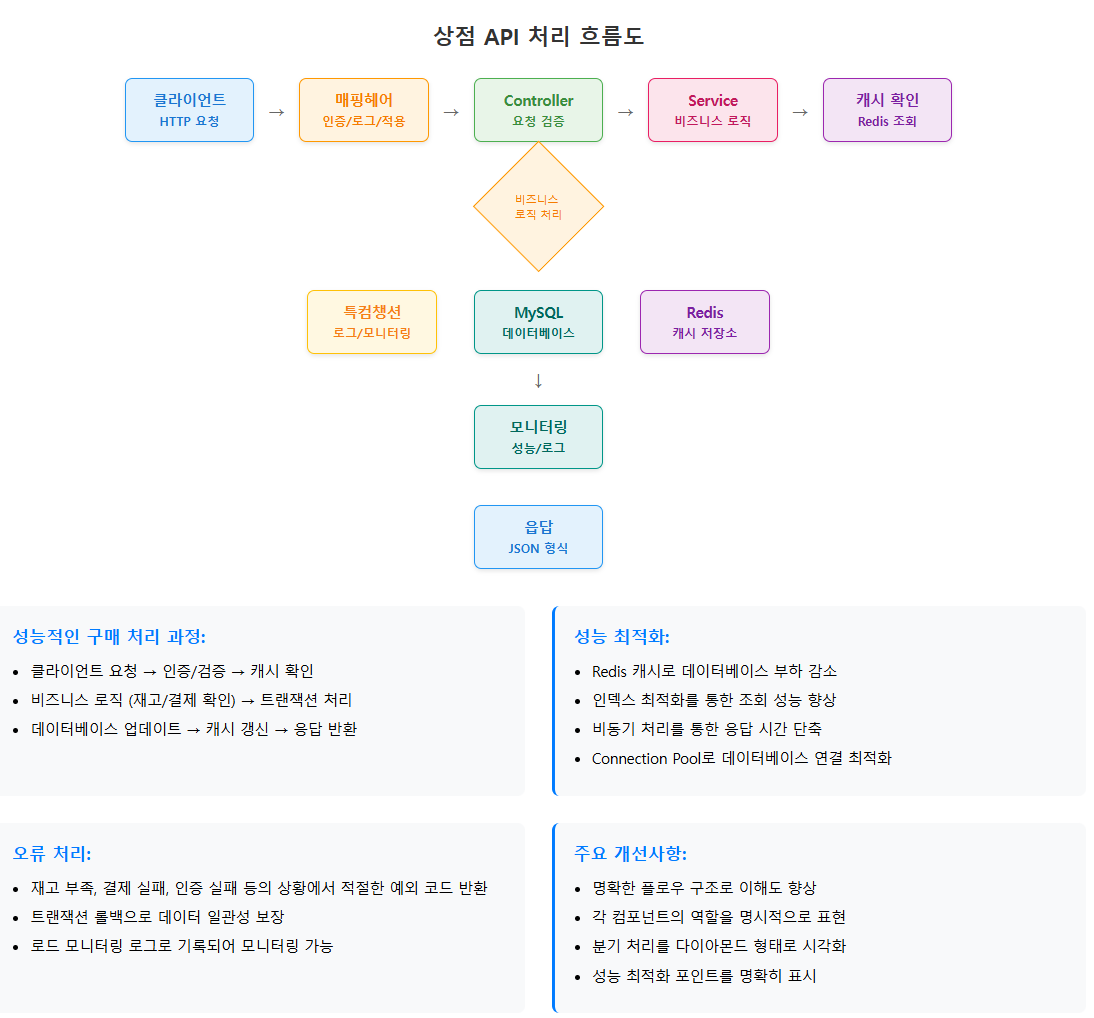 상점 API 처리 흐름도
클라이언트
HTTP 요청
→
매핑헤어
인증/로그/적용
→
Controller
요청 검증
→
Service
비즈니스 로직
→
캐시 확인
Redis 조회
비즈니스
로직 처리
특컴챙션
로그/모니터링
MySQL
데이터베이스
Redis
캐시 저장소
↓
모니터링
성능/로그
응답
JSON 형식
성능적인 구매 처리 과정:
• 클라이언트 요청 → 인증/검증 → 캐시 확인
• 비즈니스 로직 (재고/결제 확인) → 트랜잭션 처리
• 데이터베이스 업데이트 → 캐시 갱신 → 응답 반환
성능 최적화:
• Redis 캐시로 데이터베이스 부하 감소
• 인덱스 최적화를 통한 조회 성능 향상
• 비동기 처리를 통한 응답 시간 단축
• Connection Pool로 데이터베이스 연결 최적화
오류 처리:
• 재고 부족, 결제 실패, 인증 실패 등의 상황에서 적절한 예외 코드 반환
• 트랜잭션 롤백으로 데이터 일관성 보장
• 로드 모니터링 로그로 기록되어 모니터링 가능
주요 개선사항:
• 명확한 플로우 구조로 이해도 향상
• 각 컴포넌트의 역할을 명시적으로 표현
• 분기 처리를 다이아몬드 형태로 시각화
• 성능 최적화 포인트를 명확히 표시